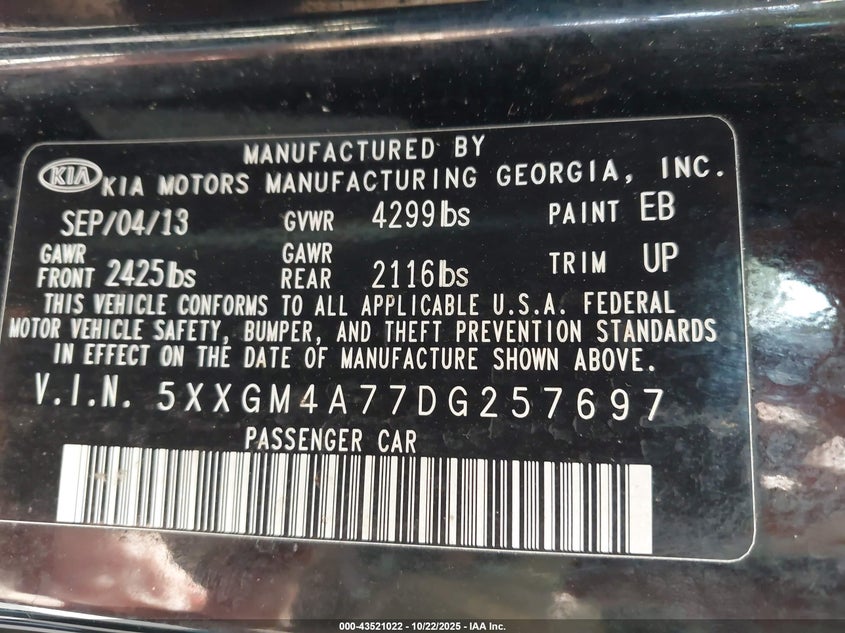 MANUFACTURED BY
KIA KIA MOTORS MANUFACTURING GEORGIA, INC.
SEP/04/13 GVWR 4299lbs PAINT EB
GAWR FRONT 2425lbs GAWR REAR 2116lbs TRIM UP
THIS VEHICLE CONFORMS TO ALL APPLICABLE U.S.A. FEDERAL
MOTOR VEHICLE SAFETY, BUMPER, AND THEFT PREVENTION STANDARDS
IN EFFECT ON THE DATE OF MANUFACTURE SHOWN ABOVE.
V.I.N. 5XXGM4A77DG257697
PASSENGER CAR
000-43521022 - 10/22/2025 - IAA Inc.